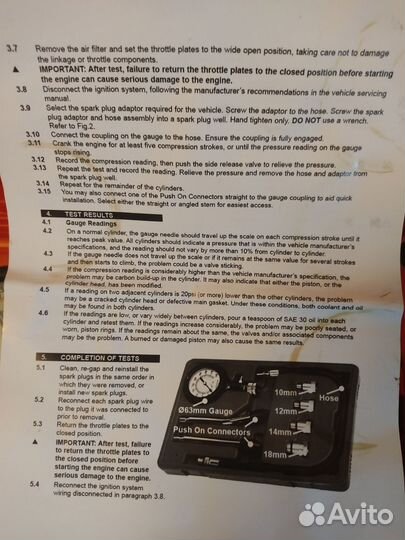 3.7 Remove the air filter and set the throttle plates to the wide open position, taking care not to damage
the linkage or throttle components.
▲ IMPORTANT: After test, failure to return the throttle plates to the closed position before starting
the engine can cause serious damage to the engine.
3.8 Disconnect the ignition system, following the manufacturer's recommendations in the vehicle servicing
manual.
3.9 Select the spark plug adaptor required for the vehicle. Screw the adaptor to the hose. Screw the spark
plug adaptor and hose assembly into a spark plug well. Hand tighten only. DO NOT use a wrench.
Refer to Fig.2.
3.10 Connect the coupling on the gauge to the hose. Ensure the coupling is fully engaged.
3.11 Crank the engine for at least five compression strokes, or until the pressure reading on the gauge
stops rising.
3.12 Record the compression reading, then push the side release valve to relieve the pressure.
3.13 Repeat the test and record the reading. Relieve the pressure and remove the hose and adaptor from
the spark plug well.
3.14 Repeat for the remainder of the cylinders.
3.15 You may also connect one of the Push On Connectors straight to the gauge coupling to aid quick
installation. Select either the straight or angled stem for easiest access.
4. TEST RESULTS
4.1 Gauge Readings
4.2 On a normal cylinder, the gauge needle should travel up the scale on each compression stroke until it
reaches peak value. All cylinders should indicate a pressure that is within the vehicle manufacturer's
specifications, and the reading should not vary by more than 10% from cylinder to cylinder.
4.3 If the gauge needle does not travel up the scale or if it remains at the same value for several strokes
and then starts to climb, the problem could be a valve sticking.
4.4 If the compression reading is considerably higher than the vehicle manufacturer's specification, the
problem may be carbon build-up in the cylinder. It may also indicate that either the piston, or the
cylinder head, has been modified.
4.5 If a reading on two adjacent cylinders is 20psi (or more) lower than the other cylinders, the problem
may be a cracked cylinder head or defective main gasket. Under these conditions, both coolant and oil
may be found in both cylinders.
4.6 If the readings are low, or vary widely between cylinders, pour a teaspoon of SAE 30 oil into each
cylinder and retest them. If the readings increase considerably, the problem may be poorly seated, or
worn, piston rings. If the readings remain about the same, the valves and/or associated components
may be the problem. A burned or damaged piston may also cause the same results.
5. COMPLETION OF TESTS
5.1 Clean, re-gap and reinstall the
spark plugs in the same order in
which they were removed, or
install new spark plugs.
5.2 Reconnect each spark plug wire
to the plug it was connected to
prior to removal.
5.3 Return the throttle plates to the
closed position.
▲ IMPORTANT: After test, failure
to return the throttle plates to
the closed position before
starting the engine can cause
serious damage to the engine.
5.4 Reconnect the ignition system
wiring disconnected in paragraph 3.8.
10mm
Hose
Ø63mm Gauge
12mm
Push On Connectors
14mm
18mm
Avito